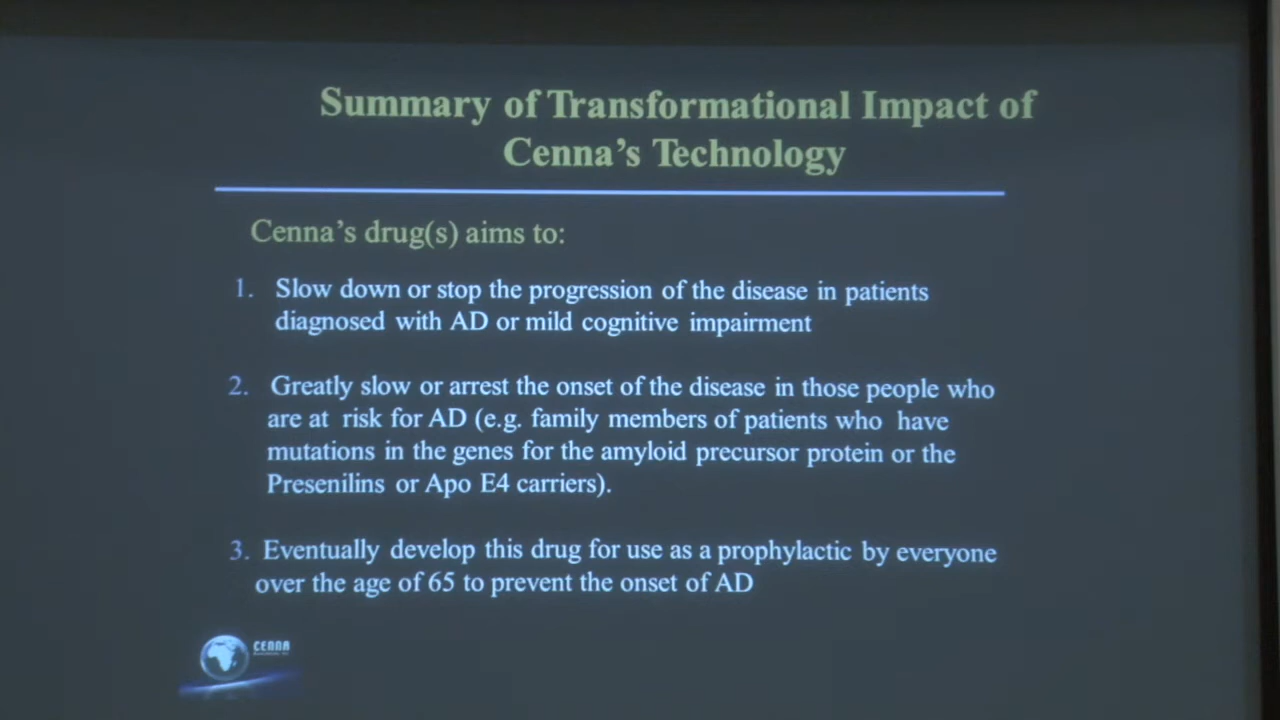 Summary of Transformational Impact of
Cenna's Technology
Cenna's drug(s) aims to:
1. Slow down or stop the progression of the disease in patients
diagnosed with AD or mild cognitive impairment
2. Greatly slow or arrest the onset of the disease in those people who
are at risk for AD (e.g. family members of patients who have
mutations in the genes for the amyloid precursor protein or the
Presenilins or Apo E4 carriers).
3. Eventually develop this drug for use as a prophylactic by everyone
over the age of 65 to prevent the onset of AD
CENNA